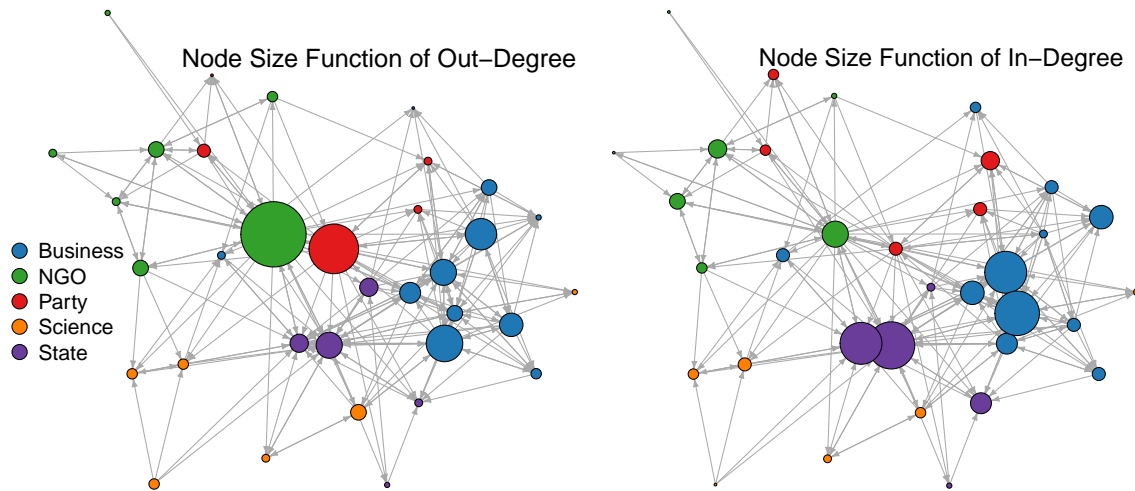 Node Size Function of Out−Degree
Node Size Function of In−Degree
Business
NGO
Party
Science
State